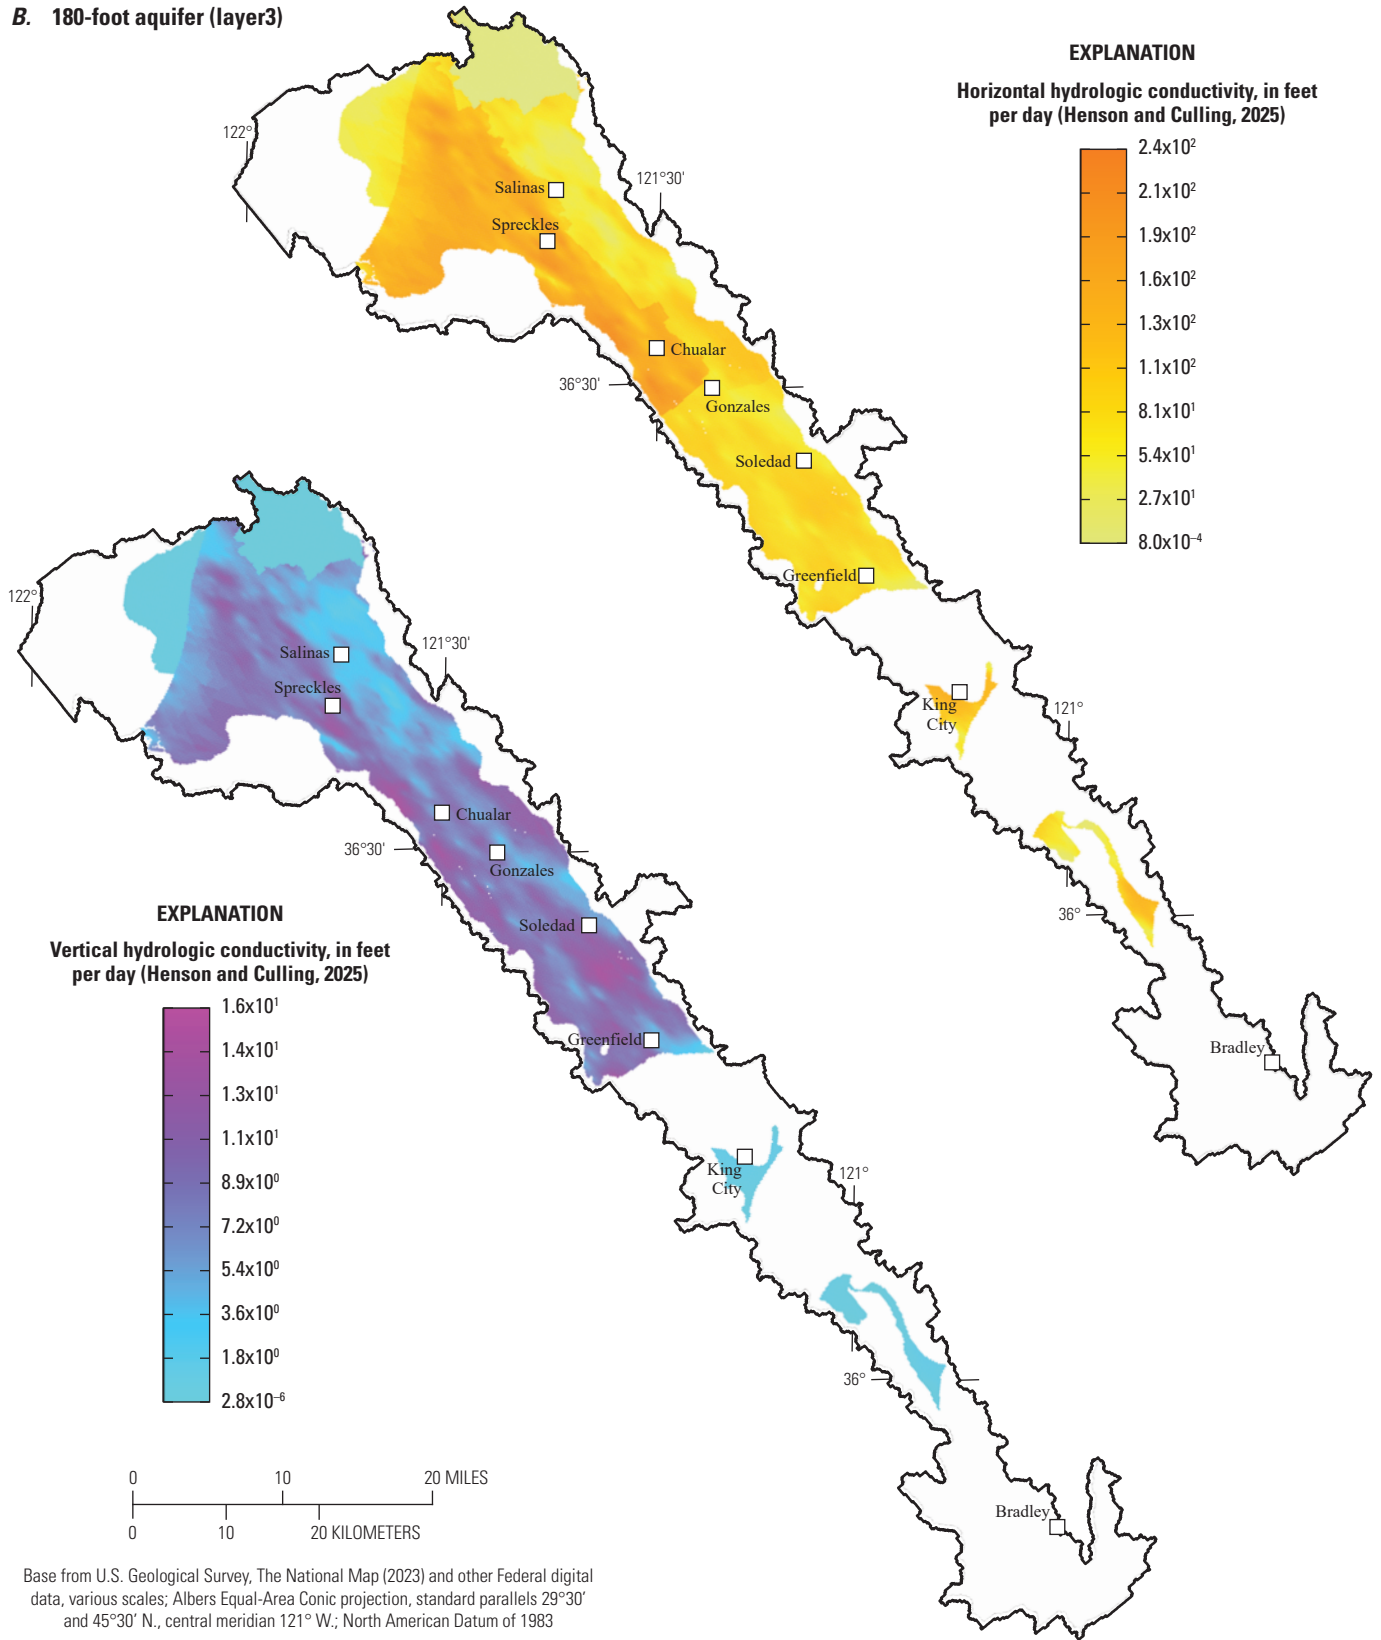 B. 180-foot aquifer (layer3)
EXPLANATION
Horizontal hydrologic conductivity, in feet
per day (Henson and Culling, 2025)
2.4x10²
2.1x10²
1.9x10²
1.6x10²
1.3x10²
1.1x10²
8.1x10¹
5.4x10¹
2.7x10¹
8.0x10⁻⁴
122°
121°30'
Salinas
Spreckles
Chualar
36°30'
Gonzales
Soledad
Greenfield
King
City
121°
36°
Bradley
122°
121°30'
Salinas
Spreckles
Chualar
36°30'
Gonzales
Soledad
Greenfield
King
City
121°
36°
Bradley
EXPLANATION
Vertical hydrologic conductivity, in feet
per day (Henson and Culling, 2025)
1.6x10¹
1.4x10¹
1.3x10¹
1.1x10¹
8.9x10⁰
7.2x10⁰
5.4x10⁰
3.6x10⁰
1.8x10⁰
2.8x10⁻⁶
0 10 20 MILES
0 10 20 KILOMETERS
Base from U.S. Geological Survey, The National Map (2023) and other Federal digital
data, various scales; Albers Equal-Area Conic projection, standard parallels 29°30’
and 45°30’ N., central meridian 121° W.; North American Datum of 1983